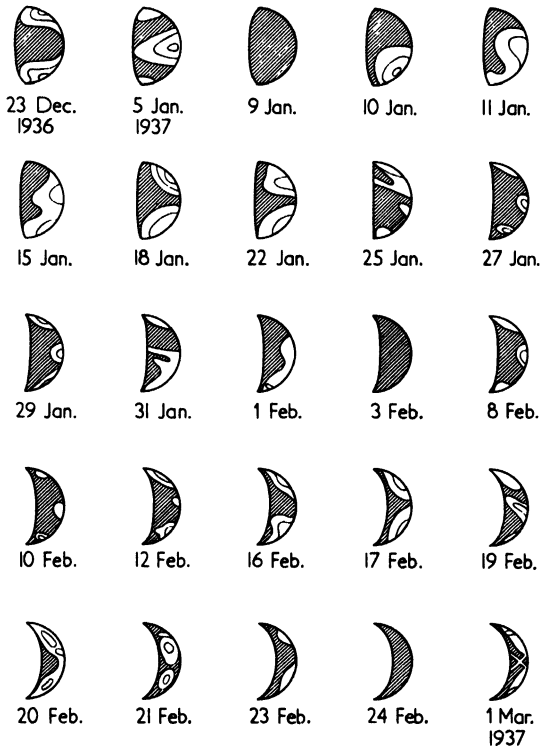 23 Dec.
1936
5 Jan.
1937
9 Jan.
10 Jan.
11 Jan.
15 Jan.
18 Jan.
22 Jan.
25 Jan.
27 Jan.
29 Jan.
31 Jan.
1 Feb.
3 Feb.
8 Feb.
10 Feb.
12 Feb.
16 Feb.
17 Feb.
19 Feb.
20 Feb.
21 Feb.
23 Feb.
24 Feb.
1 Mar.
1937